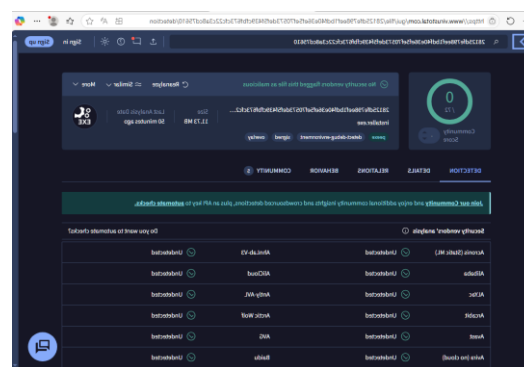 Sign in
Sign up
No security vendors flagged this file as malicious
Reanalyze
Similar
More
installer.exe
Size
11.73 MB
Last Analysis Date
50 minutes ago
EXE
peexe
detect-debug-environment
signed
overlay
0
/ 72
Community
Score
DETECTION
DETAILS
RELATIONS
BEHAVIOR
COMMUNITY 5
Join our Community and enjoy additional community insights and crowdsourced detections, plus an API key to automate checks.
Security vendors' analysis
Do you want to automate checks?
Acronis (Static ML)
Undetected
AhnLab-V3
Undetected
Alibaba
Undetected
AliCloud
Undetected
ALYac
Undetected
Antiy-AVL
Undetected
Arcabit
Undetected
Arctic Wolf
Undetected
Avast
Undetected
AVG
Undetected
Avira (no cloud)
Undetected
Baidu
Undetected